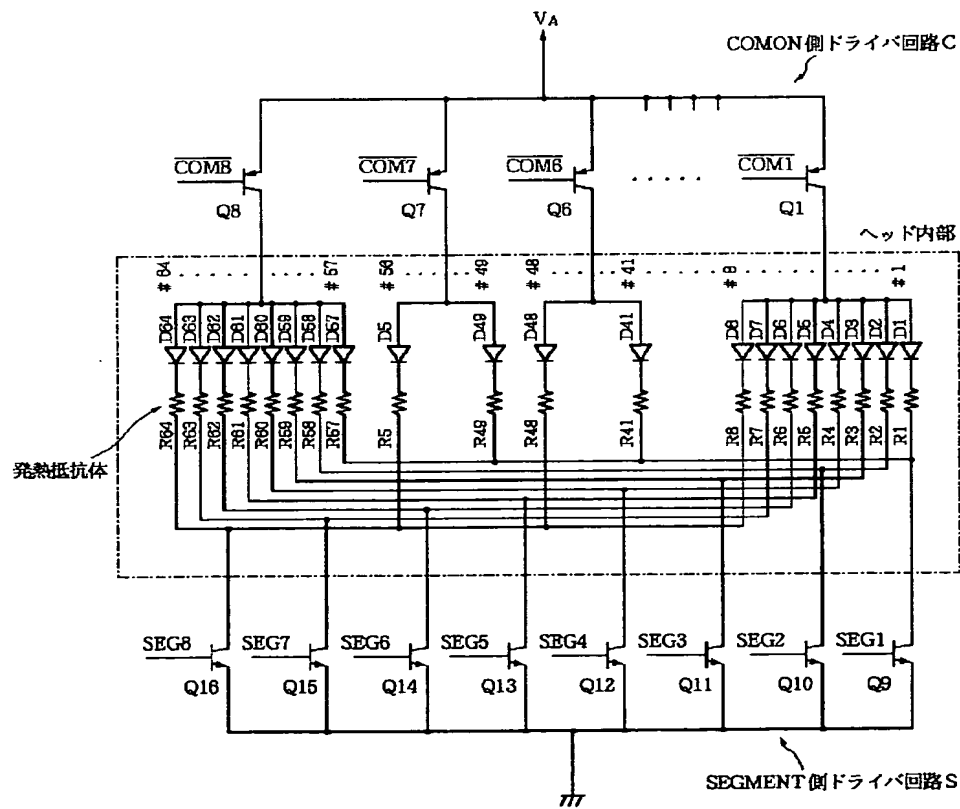 VA
COMON側ドライバ回路C
COM8
COM7
COM6
COM1
Q8
Q7
Q6
Q1
ヘッド内部
#64
#57
#56
#49
#48
#41
#8
#1
D64
D63
D62
D61
D60
D59
D58
D57
D5
D49
D48
D41
D8
D7
D6
D5
D4
D3
D2
D1
R64
R63
R62
R61
R60
R59
R58
R57
R5
R49
R48
R41
R8
R7
R6
R5
R4
R3
R2
R1
発熱抵抗体
SEG8
SEG7
SEG6
SEG5
SEG4
SEG3
SEG2
SEG1
Q16
Q15
Q14
Q13
Q12
Q11
Q10
Q9
SEGMENT側ドライバ回路S